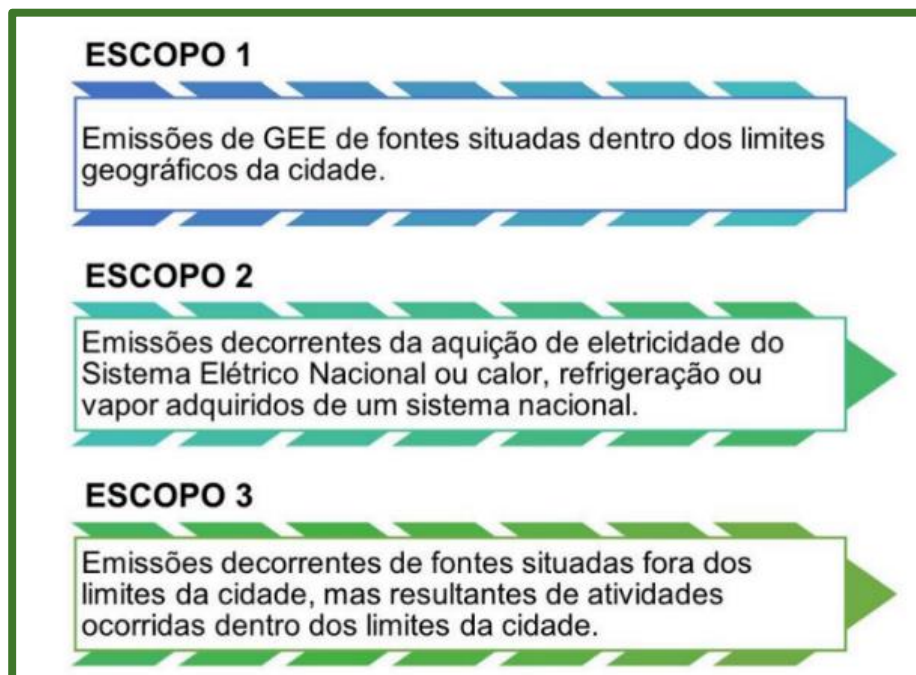 ESCOPO 1
Emissões de GEE de fontes situadas dentro dos limites
geográficos da cidade.
ESCOPO 2
Emissões decorrentes da aquição de eletricidade do
Sistema Elétrico Nacional ou calor, refrigeração ou
vapor adquiridos de um sistema nacional.
ESCOPO 3
Emissões decorrentes de fontes situadas fora dos
limites da cidade, mas resultantes de atividades
ocorridas dentro dos limites da cidade.